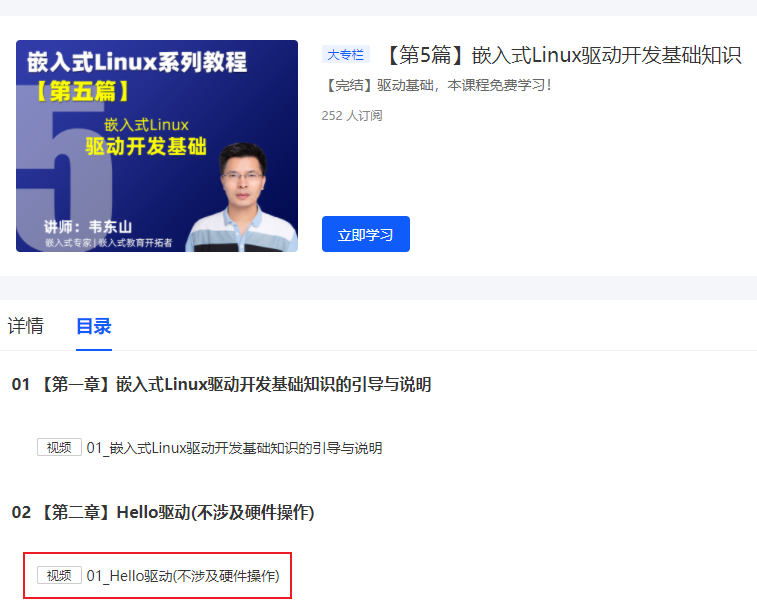 嵌入式Linux系列教程
【第五篇】
5
嵌入式Linux
驱动开发基础
讲师：韦东山
嵌入式专家 | 嵌入式教育开拓者
大专栏 【第5篇】嵌入式Linux驱动开发基础知识
【完结】驱动基础，本课程免费学习！
252 人订阅
立即学习
详情 目录
01 【第一章】嵌入式Linux驱动开发基础知识的引导与说明
视频 01_嵌入式Linux驱动开发基础知识的引导与说明
02 【第二章】Hello驱动(不涉及硬件操作)
视频 01_Hello驱动(不涉及硬件操作)